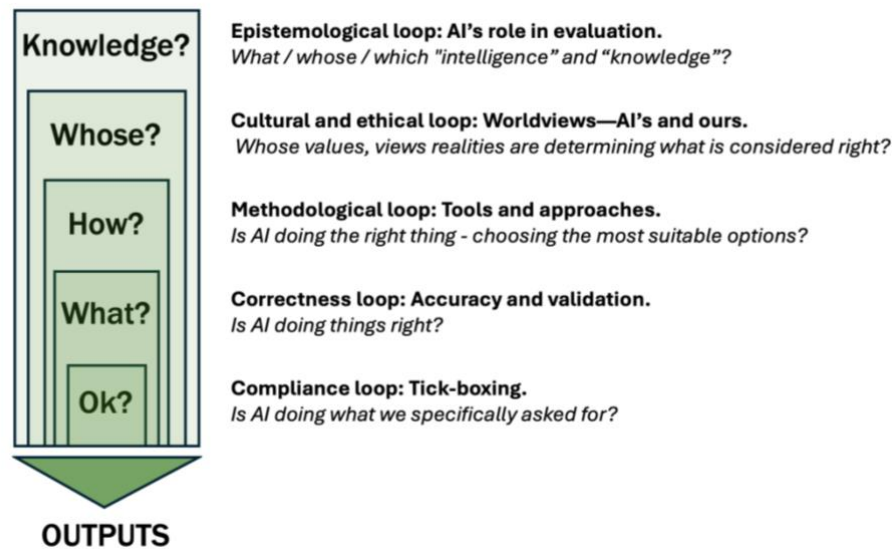 Knowledge?
Epistemological loop: AI’s role in evaluation.
What / whose / which "intelligence” and “knowledge”?
Whose?
Cultural and ethical loop: Worldviews—AI’s and ours.
Whose values, views realities are determining what is considered right?
How?
Methodological loop: Tools and approaches.
Is AI doing the right thing - choosing the most suitable options?
What?
Correctness loop: Accuracy and validation.
Is AI doing things right?
Ok?
Compliance loop: Tick-boxing.
Is AI doing what we specifically asked for?
OUTPUTS